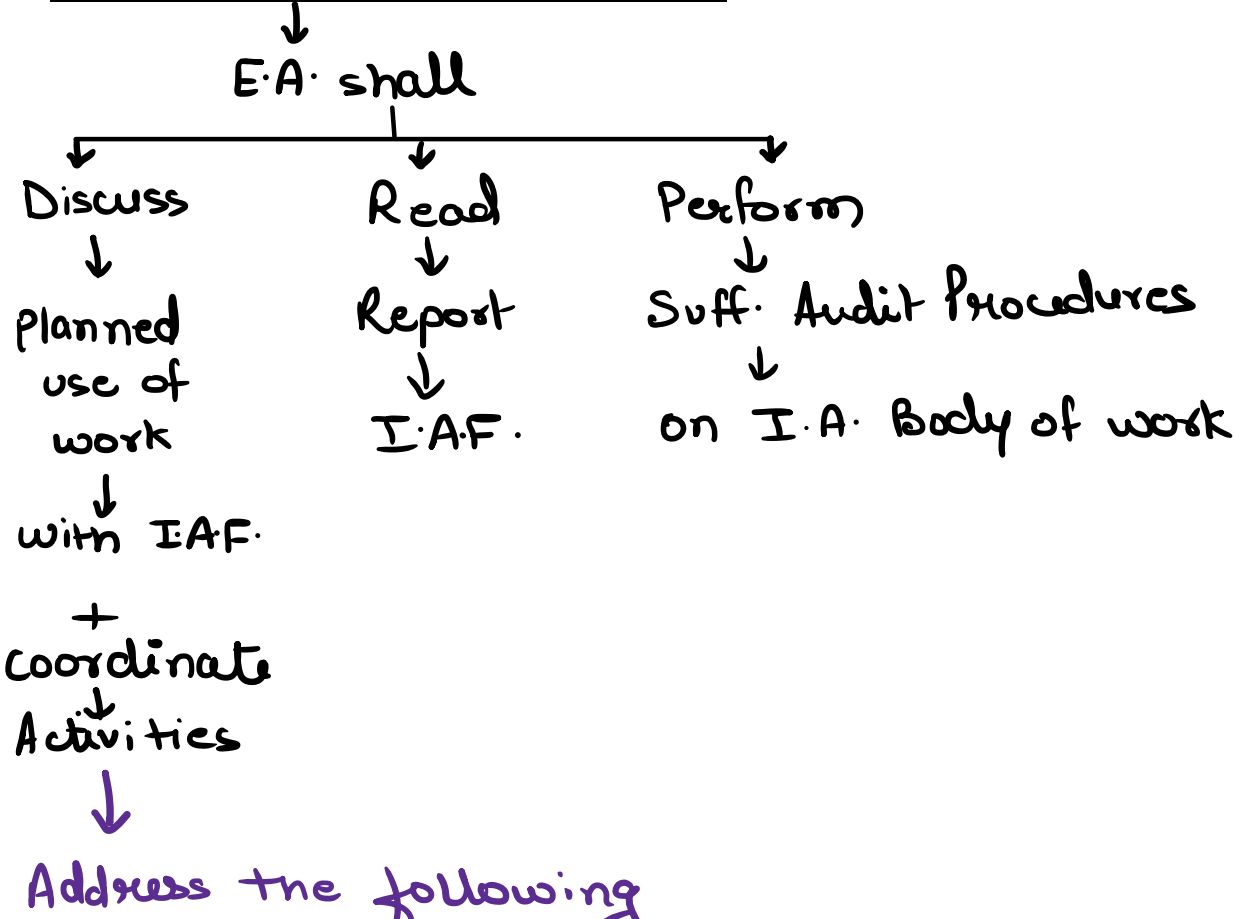 E.A. shall
Discuss
Planned
use of
work
with I.A.F.
+
coordinate
Activities
Address the following
Read
Report
I.A.F.
Perform
Suff. Audit Procedures
on I.A. Body of work